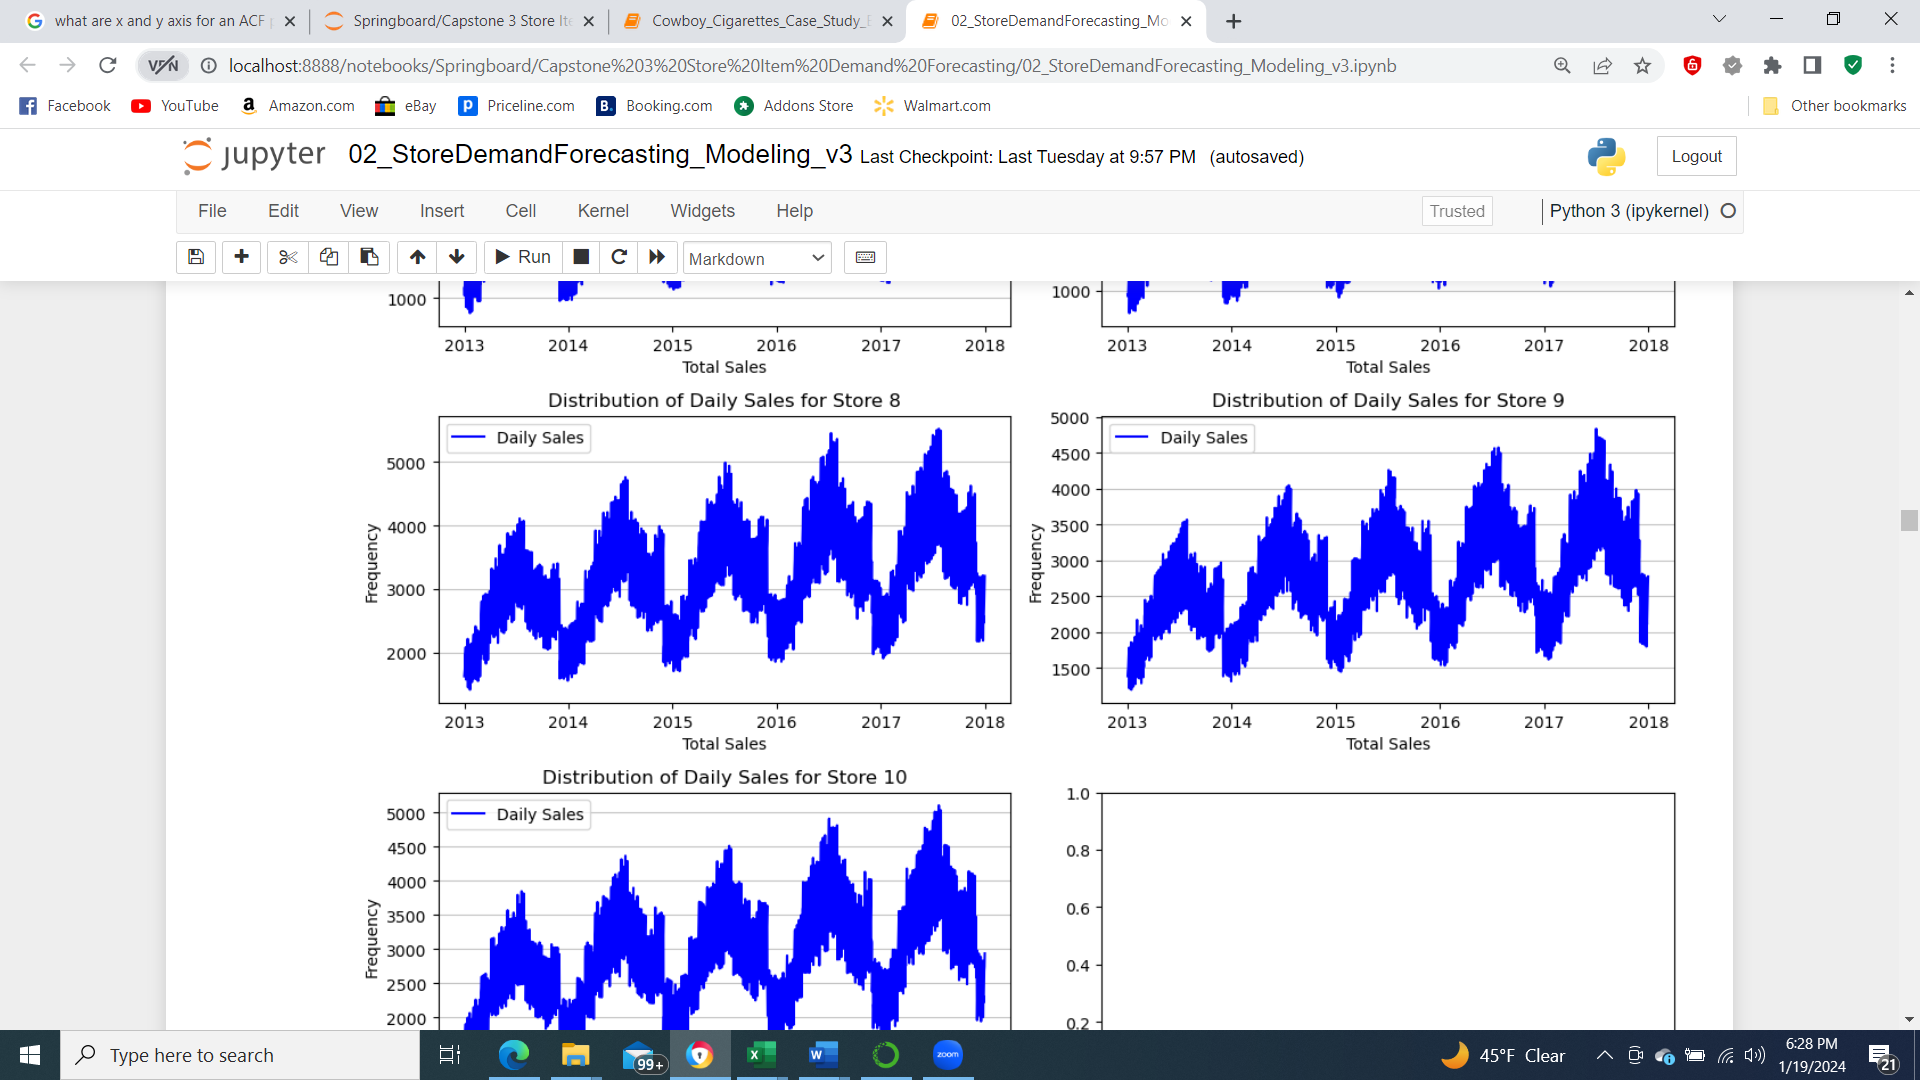 what are x and y axis for an ACF p
Springboard/Capstone 3 Store Ite
Cowboy_Cigarettes_Case_Study_E
02_StoreDemandForecasting_Mo
VPN
localhost:8888/notebooks/Springboard/Capstone%203%20Store%20Item%20Demand%20Forecasting/02_StoreDemandForecasting_Modeling_v3.ipynb
Facebook YouTube Amazon.com eBay Priceline.com Booking.com Addons Store Walmart.com Other bookmarks
jupyter 02_StoreDemandForecasting_Modeling_v3 Last Checkpoint: Last Tuesday at 9:57 PM (autosaved) Logout
File Edit View Insert Cell Kernel Widgets Help Trusted Python 3 (ipykernel)
Run Markdown
1000
2013 2014 2015 2016 2017 2018
Total Sales
1000
2013 2014 2015 2016 2017 2018
Total Sales
Distribution of Daily Sales for Store 8
Daily Sales
Frequency
5000
4000
3000
2000
2013 2014 2015 2016 2017 2018
Total Sales
Distribution of Daily Sales for Store 9
Daily Sales
Frequency
5000
4500
4000
3500
3000
2500
2000
1500
2013 2014 2015 2016 2017 2018
Total Sales
Distribution of Daily Sales for Store 10
Daily Sales
Frequency
5000
4500
4000
3500
3000
2500
2000
1.0
0.8
0.6
0.4
0.2
Type here to search
99+
zoom
45°F Clear
6:28 PM
1/19/2024
21